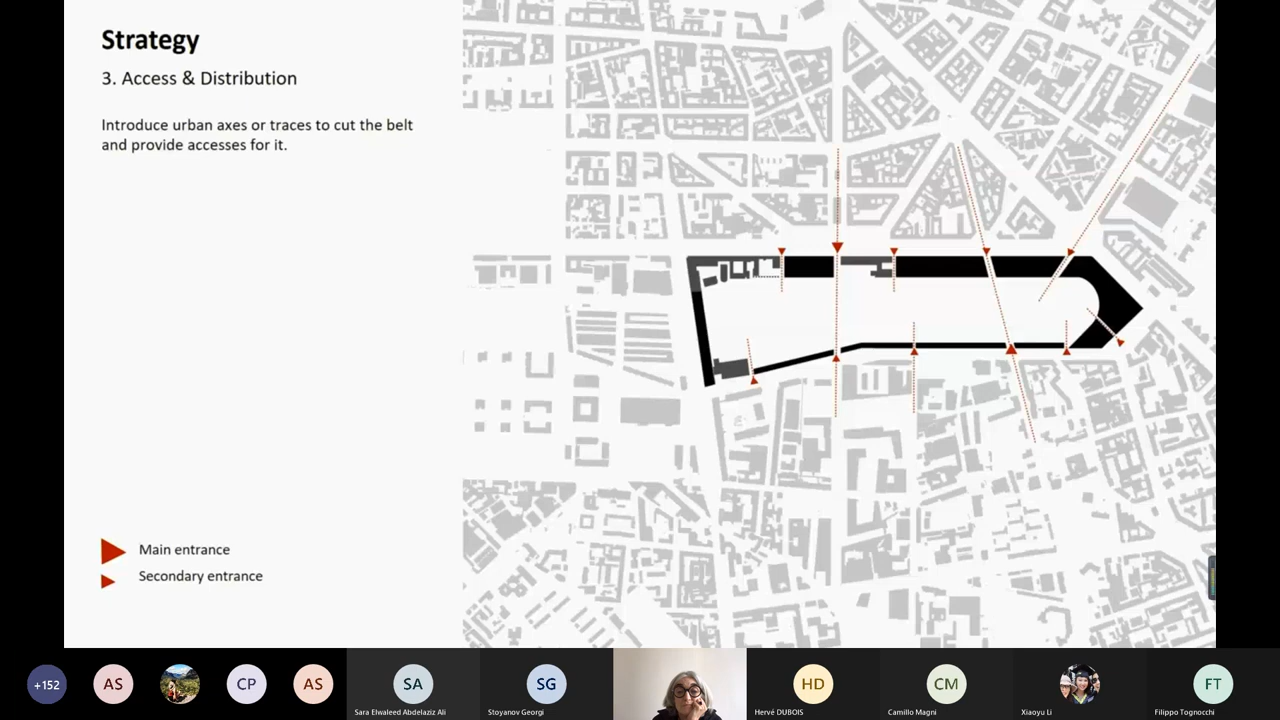 Strategy
3. Access & Distribution
Introduce urban axes or traces to cut the belt
and provide accesses for it.
Main entrance
Secondary entrance
+152
AS
CP
AS
SA
SG
HD
CM
FT
Sara Elwaleed Abdelaziz Ali
Stoyanov Georgi
Hervé DUBOIS
Camillo Magni
Xiaoyu Li
Filippo Tognocchi